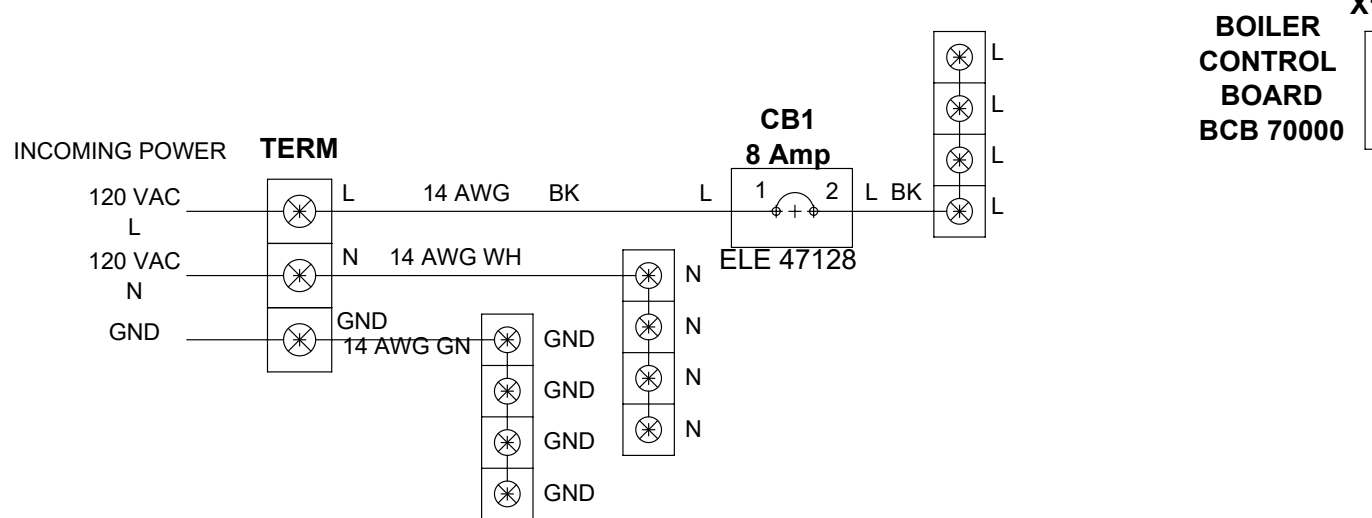 BOILER
CONTROL
BOARD
BCB 70000
INCOMING POWER
TERM
CB1
8 Amp
120 VAC
L
L
14 AWG
BK
L
1
2
L
BK
L
L
L
L
ELE 47128
120 VAC
N
N
14 AWG WH
N
N
N
N
GND
GND
14 AWG GN
GND
GND
GND
GND